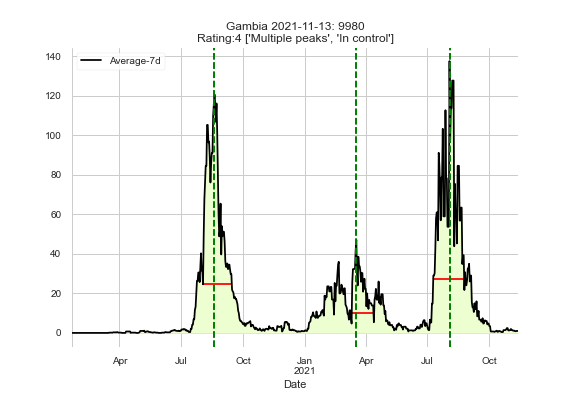 Gambia 2021-11-13: 9980
Rating:4 ['Multiple peaks', 'In control']
Average-7d
140
120
100
80
60
40
20
0
Apr Jul Oct Jan Apr Jul Oct
2021
Date